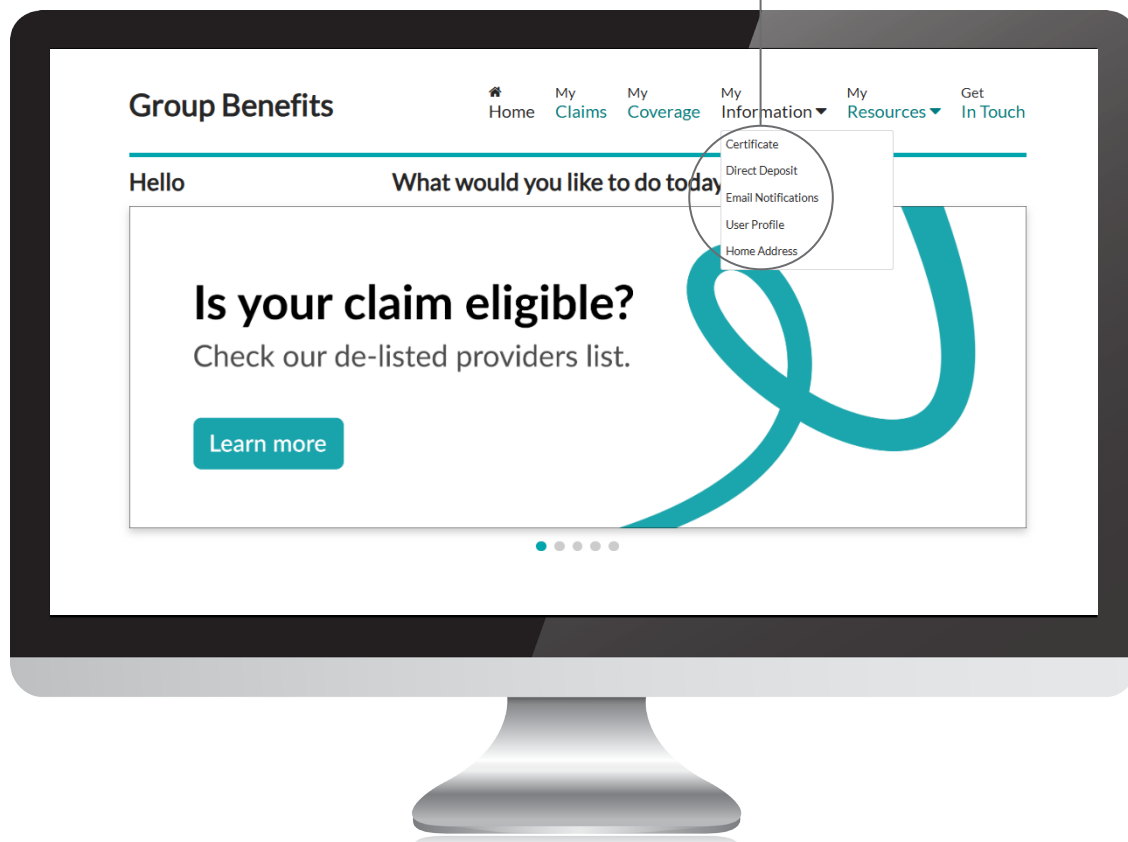 Group Benefits
Home
My Claims
My Coverage
My Information
My Resources
Get In Touch
Certificate
Direct Deposit
Email Notifications
User Profile
Home Address
Hello
What would you like to do today
Is your claim eligible?
Check our de-listed providers list.
Learn more